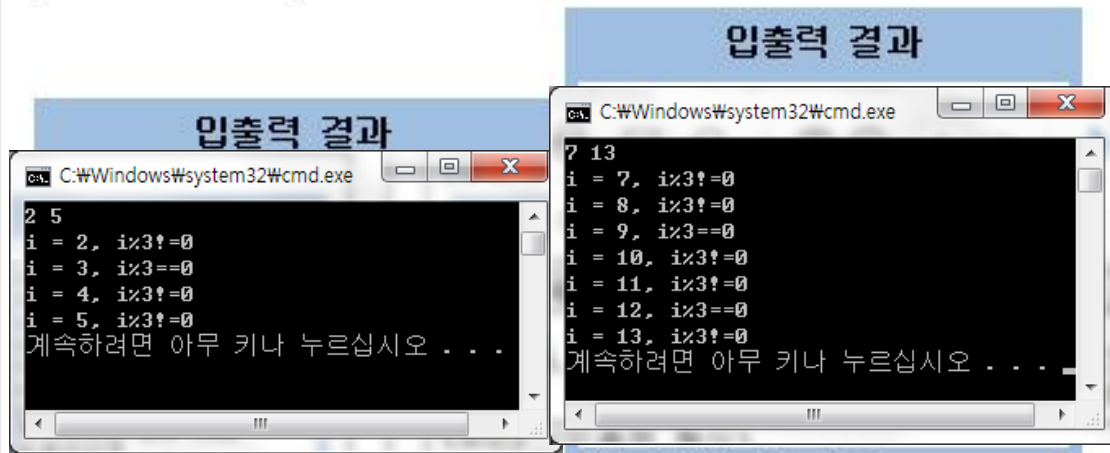 입출력 결과
C:₩Windows₩system32₩cmd.exe
2 5
i = 2, i%3!=0
i = 3, i%3==0
i = 4, i%3!=0
i = 5, i%3!=0
계속하려면 아무 키나 누르십시오 . . .
입출력 결과
C:₩Windows₩system32₩cmd.exe
7 13
i = 7, i%3!=0
i = 8, i%3!=0
i = 9, i%3==0
i = 10, i%3!=0
i = 11, i%3!=0
i = 12, i%3==0
i = 13, i%3!=0
계속하려면 아무 키나 누르십시오 . . .